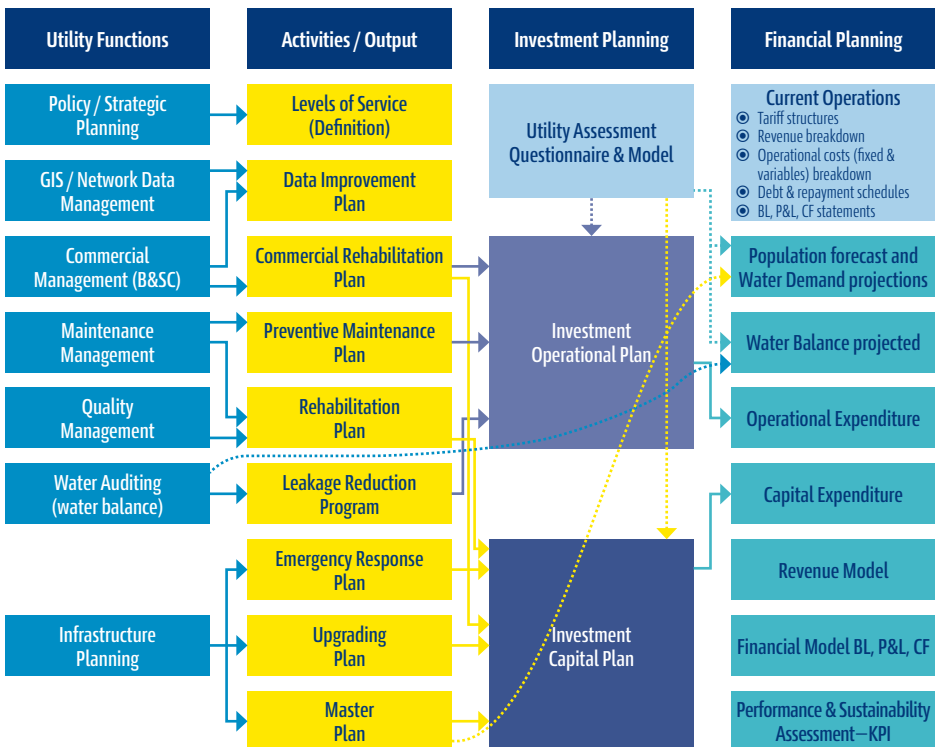 Utility Functions
Activities / Output
Investment Planning
Financial Planning
Policy / Strategic
Planning
GIS / Network Data
Management
Commercial
Management (B&SC)
Maintenance
Management
Quality
Management
Water Auditing
(water balance)
Infrastructure
Planning
Levels of Service
(Definition)
Data Improvement
Plan
Commercial Rehabilitation
Plan
Preventive Maintenance
Plan
Rehabilitation
Plan
Leakage Reduction
Program
Emergency Response
Plan
Upgrading
Plan
Master
Plan
Utility Assessment
Questionnaire & Model
Investment
Operational Plan
Investment
Capital Plan
Current Operations
Tariff structures
Revenue breakdown
Operational costs (fixed &
variables) breakdown
Debt & repayment schedules
BL, P&L, CF statements
Population forecast and
Water Demand projections
Water Balance projected
Operational Expenditure
Capital Expenditure
Revenue Model
Financial Model BL, P&L, CF
Performance & Sustainability
Assessment—KPI